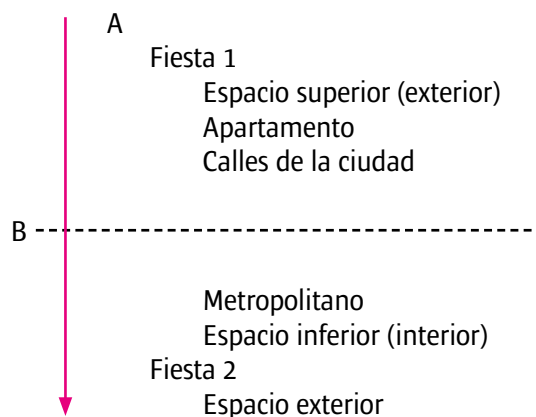 A
Fiesta 1
Espacio superior (exterior)
Apartamento
Calles de la ciudad
B
Metropolitano
Espacio inferior (interior)
Fiesta 2
Espacio exterior